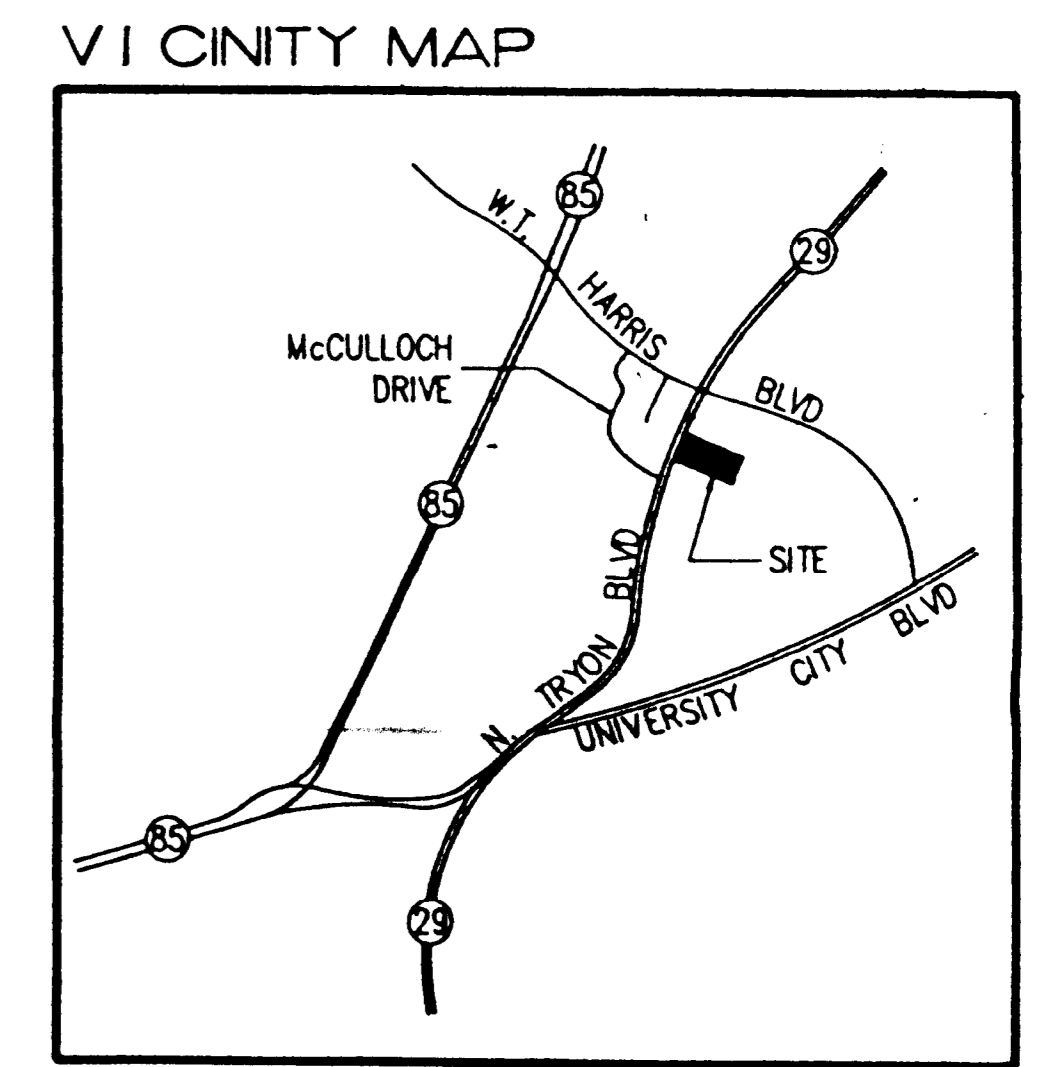 VICINITY MAP
85
W.T. HARRIS BLVD
29
McCULLOCH
DRIVE
85
SITE
N. TRYON BLVD
UNIVERSITY CITY BLVD
85
29